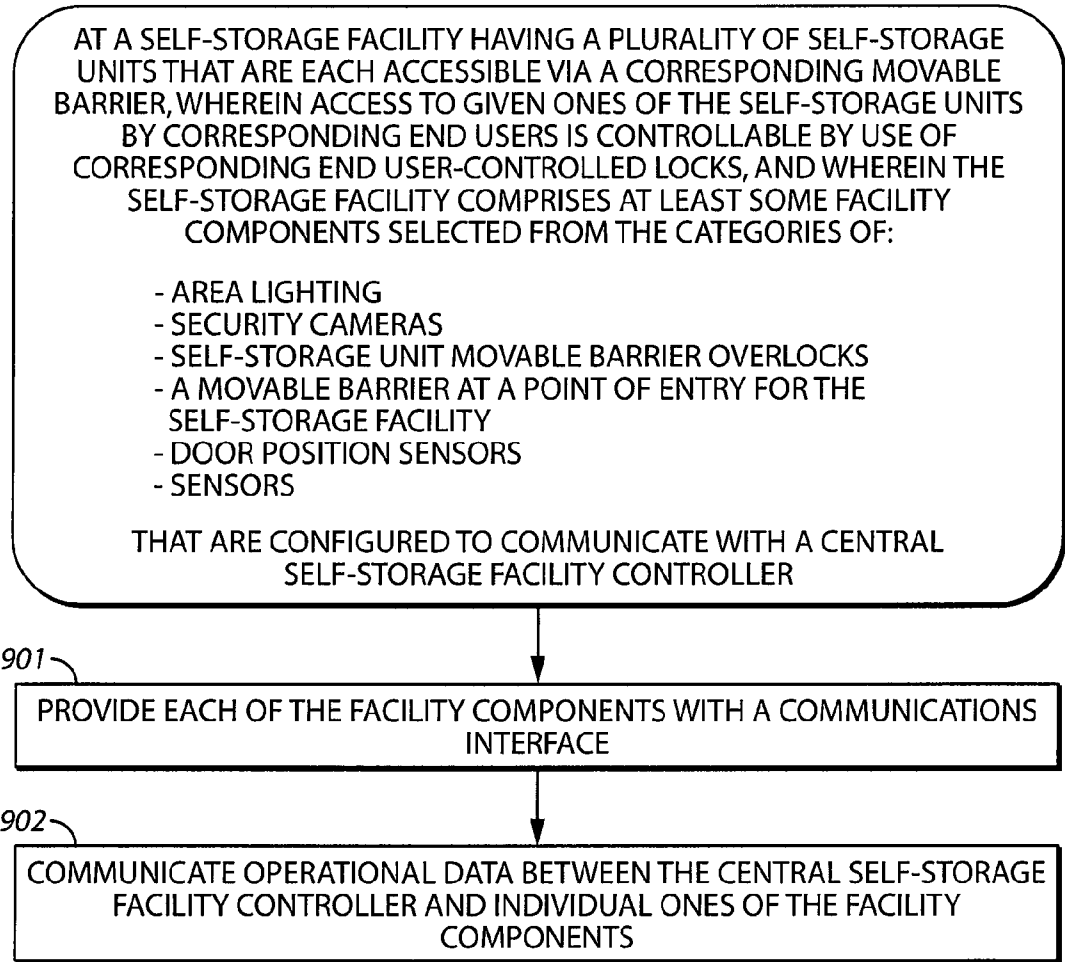 AT A SELF-STORAGE FACILITY HAVING A PLURALITY OF SELF-STORAGE
UNITS THAT ARE EACH ACCESSIBLE VIA A CORRESPONDING MOVABLE
BARRIER, WHEREIN ACCESS TO GIVEN ONES OF THE SELF-STORAGE UNITS
BY CORRESPONDING END USERS IS CONTROLLABLE BY USE OF
CORRESPONDING END USER-CONTROLLED LOCKS, AND WHEREIN THE
SELF-STORAGE FACILITY COMPRISES AT LEAST SOME FACILITY
COMPONENTS SELECTED FROM THE CATEGORIES OF:
- AREA LIGHTING
- SECURITY CAMERAS
- SELF-STORAGE UNIT MOVABLE BARRIER OVERLOCKS
- A MOVABLE BARRIER AT A POINT OF ENTRY FOR THE
SELF-STORAGE FACILITY
- DOOR POSITION SENSORS
- SENSORS
THAT ARE CONFIGURED TO COMMUNICATE WITH A CENTRAL
SELF-STORAGE FACILITY CONTROLLER
901
PROVIDE EACH OF THE FACILITY COMPONENTS WITH A COMMUNICATIONS
INTERFACE
902
COMMUNICATE OPERATIONAL DATA BETWEEN THE CENTRAL SELF-STORAGE
FACILITY CONTROLLER AND INDIVIDUAL ONES OF THE FACILITY
COMPONENTS